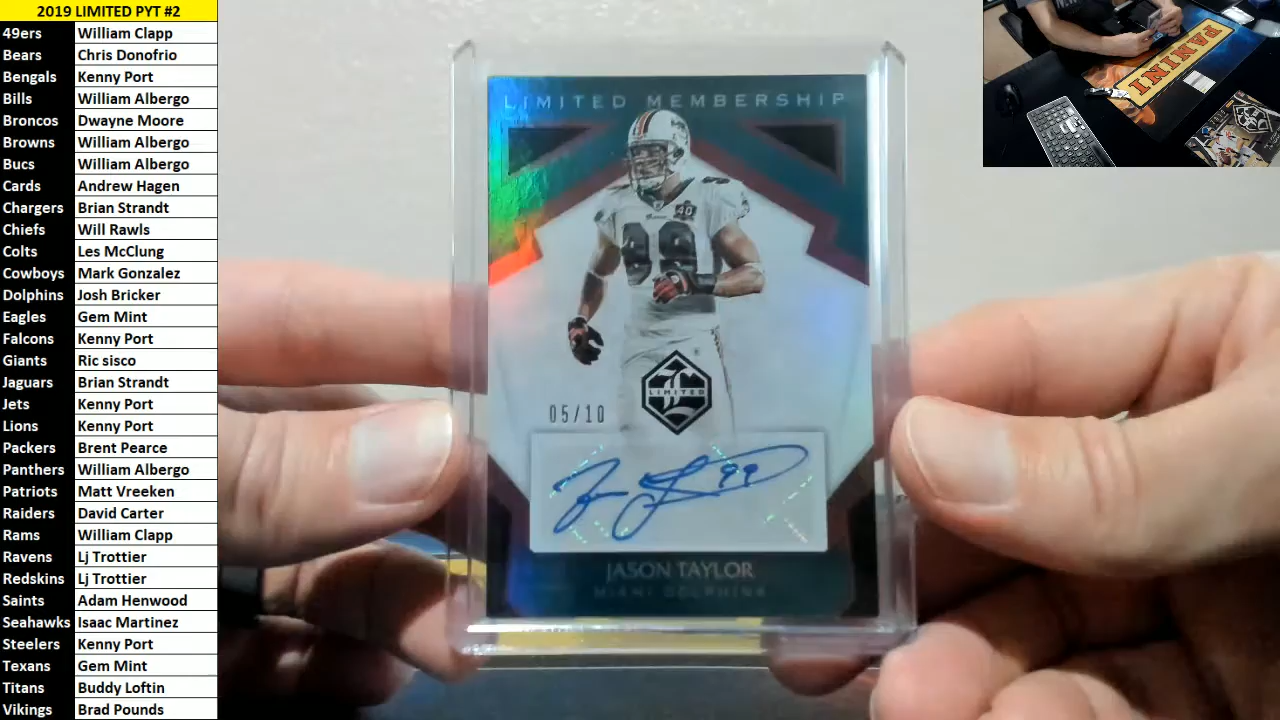 2019 LIMITED PYT #2
49ers William Clapp
Bears Chris Donofrio
Bengals Kenny Port
Bills William Albergo
Broncos Dwayne Moore
Browns William Albergo
Bucs William Albergo
Cards Andrew Hagen
Chargers Brian Strandt
Chiefs Will Rawls
Colts Les McClung
Cowboys Mark Gonzalez
Dolphins Josh Bricker
Eagles Gem Mint
Falcons Kenny Port
Giants Ric sisco
Jaguars Brian Strandt
Jets Kenny Port
Lions Kenny Port
Packers Brent Pearce
Panthers William Albergo
Patriots Matt Vreeken
Raiders David Carter
Rams William Clapp
Ravens Lj Trottier
Redskins Lj Trottier
Saints Adam Henwood
Seahawks Isaac Martinez
Steelers Kenny Port
Texans Gem Mint
Titans Buddy Loftin
Vikings Brad Pounds
LIMITED MEMBERSHIP
40
99
LIMITED
05/10
99
JASON TAYLOR
MIAMI DOLPHINS
PANINI